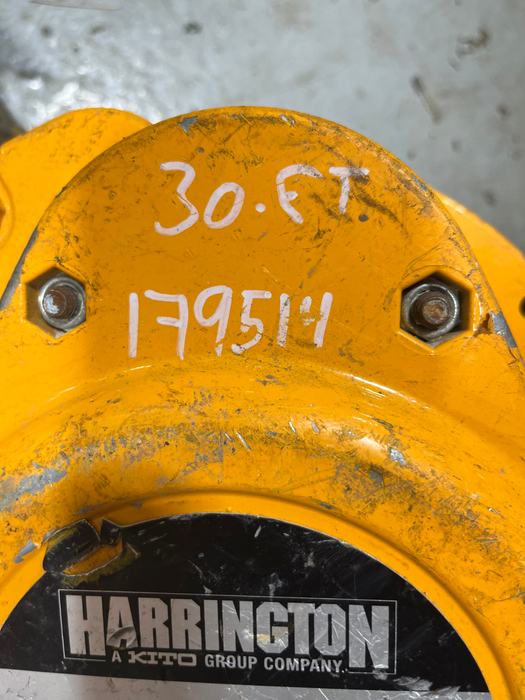 30.FT
179514
HARRINGTON
A KITO GROUP COMPANY